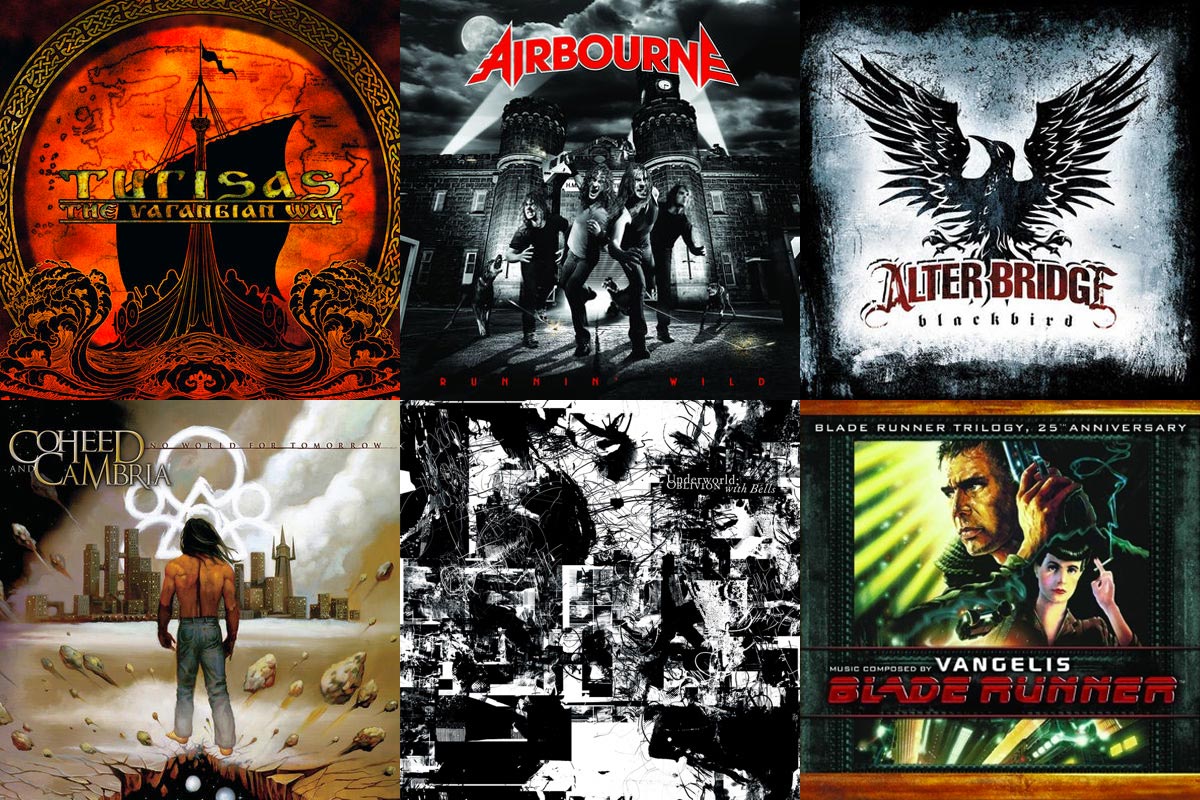 TURISAS
THE VARANGIAN WAY
AIRBOURNE
RUNNIN' WILD
ALTER BRIDGE
blackbird
COHEED
AND CAMBRIA
NO WORLD FOR TOMORROW
Underworld:
Oblivion with Bells
BLADE RUNNER TRILOGY, 25TH ANNIVERSARY
MUSIC COMPOSED BY VANGELIS
BLADE RUNNER